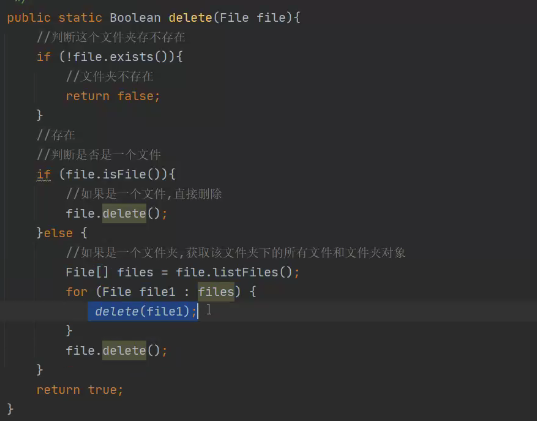 public static Boolean delete(File file){
    //判断这个文件夹存不存在
    if (!file.exists()){
        //文件夹不存在
        return false;
    }
    //存在
    //判断是否是一个文件
    if (file.isFile()){
        //如果是一个文件,直接删除
        file.delete();
    }else {
        //如果是一个文件夹,获取该文件夹下的所有文件和文件夹对象
        File[] files = file.listFiles();
        for (File file1 : files) {
            delete(file1);
        }
        file.delete();
    }
    return true;
}